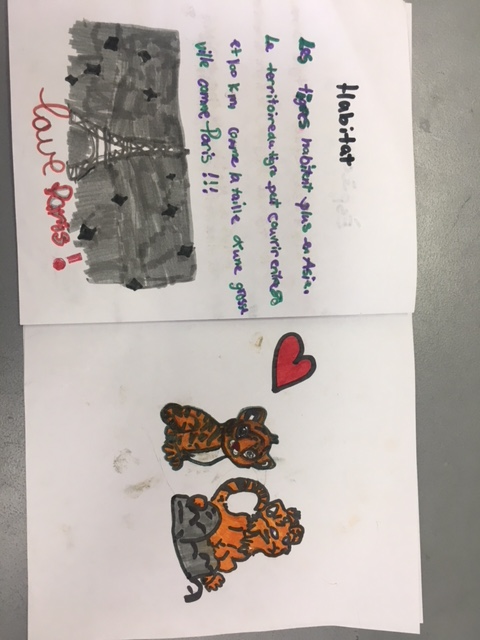 Habitat
Les tigres habitent plus en Asie.
Le territoire du tigre peut couvrir entre
et 100 km comme la taille d'une grosse
ville comme Paris !!!
love Paris !